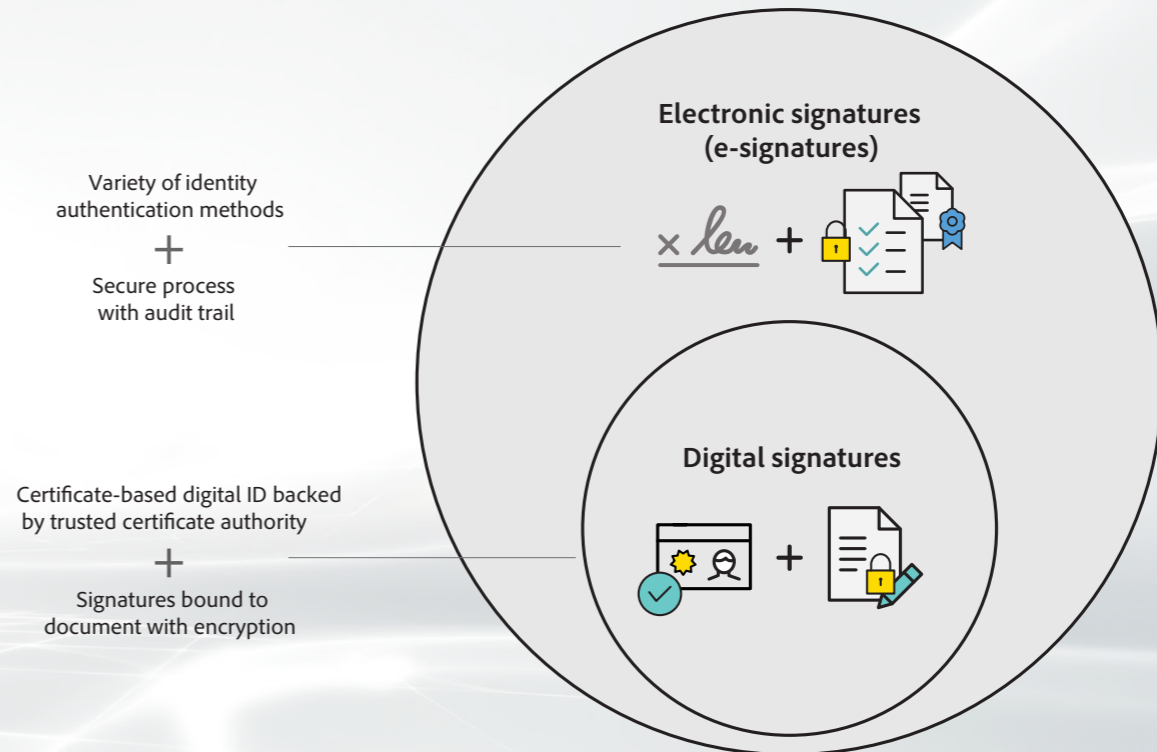 Electronic signatures
(e-signatures)
Variety of identity
authentication methods
+
Secure process
with audit trail
× len +
Digital signatures
Certificate-based digital ID backed
by trusted certificate authority
+
Signatures bound to
document with encryption
+